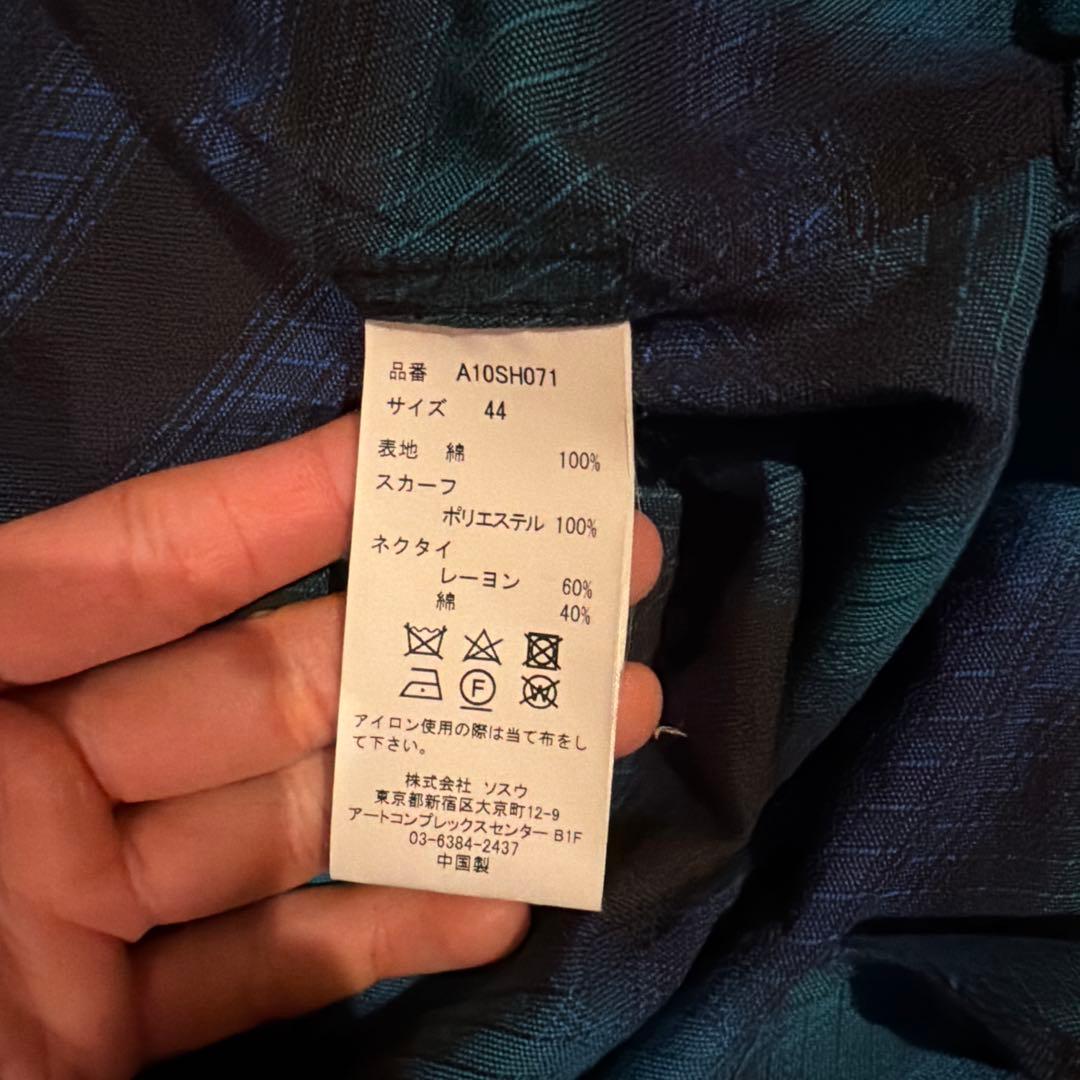 品番 A10SH071
サイズ 44
表地 綿 100%
スカーフ
ポリエステル 100%
ネクタイ
レーヨン 60%
綿 40%
F
W
アイロン使用の際は当て布をし
て下さい。
株式会社 ソスウ
東京都新宿区大京町12-9
アートコンプレックスセンター B1F
03-6384-2437
中国製